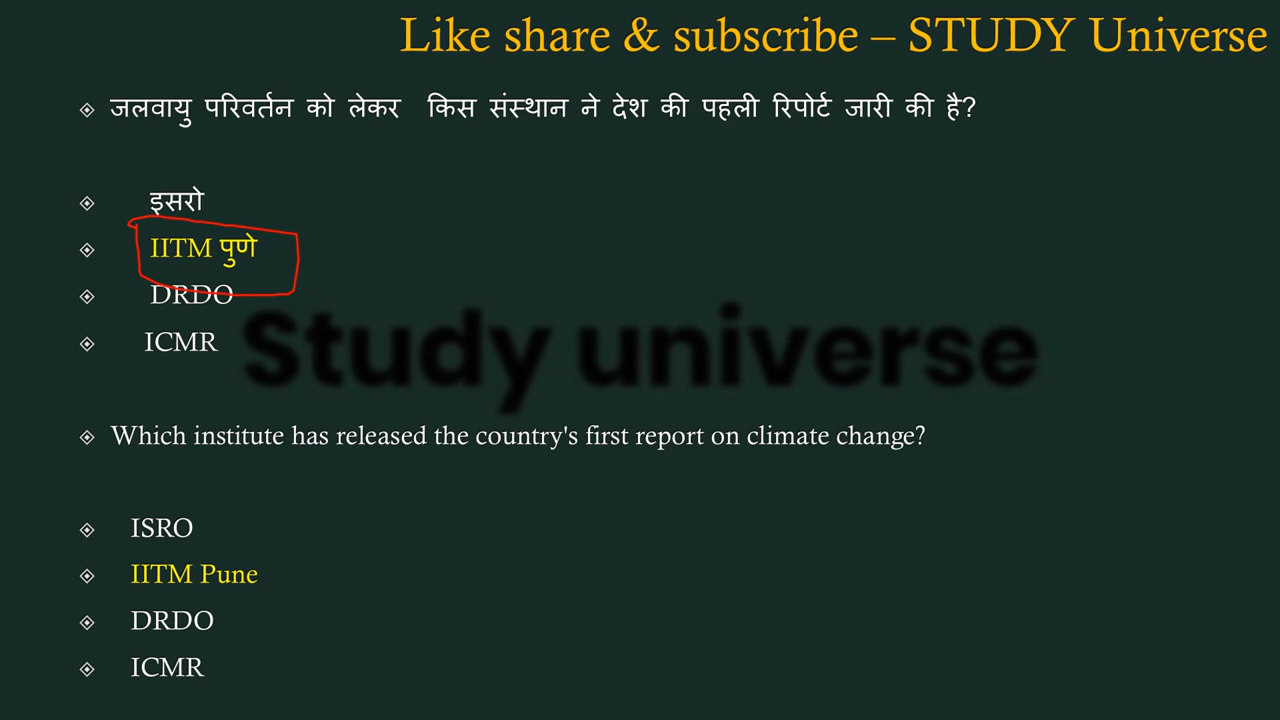 Like share & subscribe – STUDY Universe
जलवायु परिवर्तन को लेकर किस संस्थान ने देश की पहली रिपोर्ट जारी की है?
इसरो
IITM पुणे
DRDO
ICMR
Study universe
Which institute has released the country's first report on climate change?
ISRO
IITM Pune
DRDO
ICMR